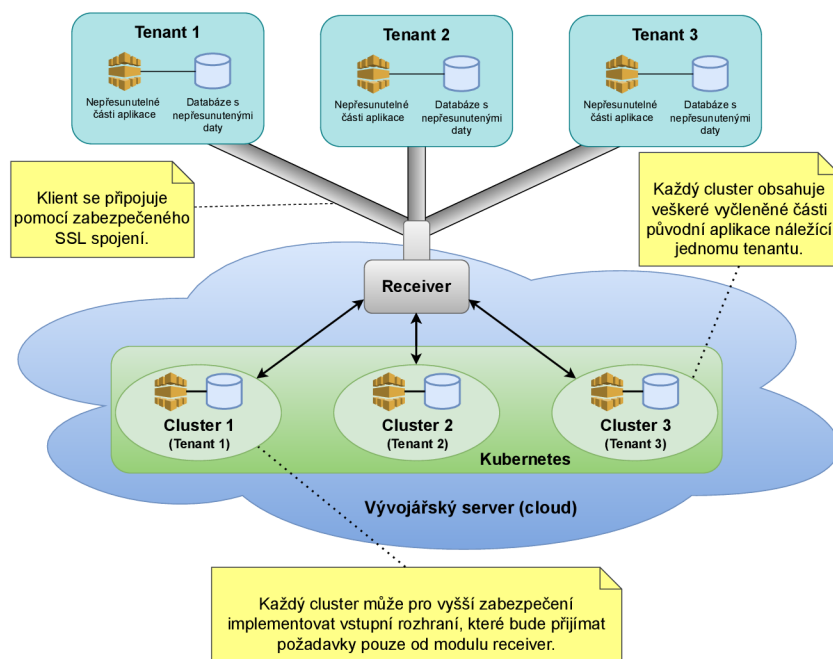 Tenant 1
Nepřesunutelné
části aplikace
Databáze s
nepřesunutenými
daty
Tenant 2
Nepřesunutelné
části aplikace
Databáze s
nepřesunutenými
daty
Tenant 3
Nepřesunutelné
části aplikace
Databáze s
nepřesunutenými
daty
Klient se připojuje
pomocí zabezpečeného
SSL spojení.
Každý cluster obsahuje
veškeré vyčleněné části
původní aplikace náležící
jednomu tenantu.
Receiver
Cluster 1
(Tenant 1)
Cluster 2
(Tenant 2)
Cluster 3
(Tenant 3)
Kubernetes
Vývojářský server (cloud)
Každý cluster může pro vyšší zabezpečení
implementovat vstupní rozhraní, které bude přijímat
požadavky pouze od modulu receiver.